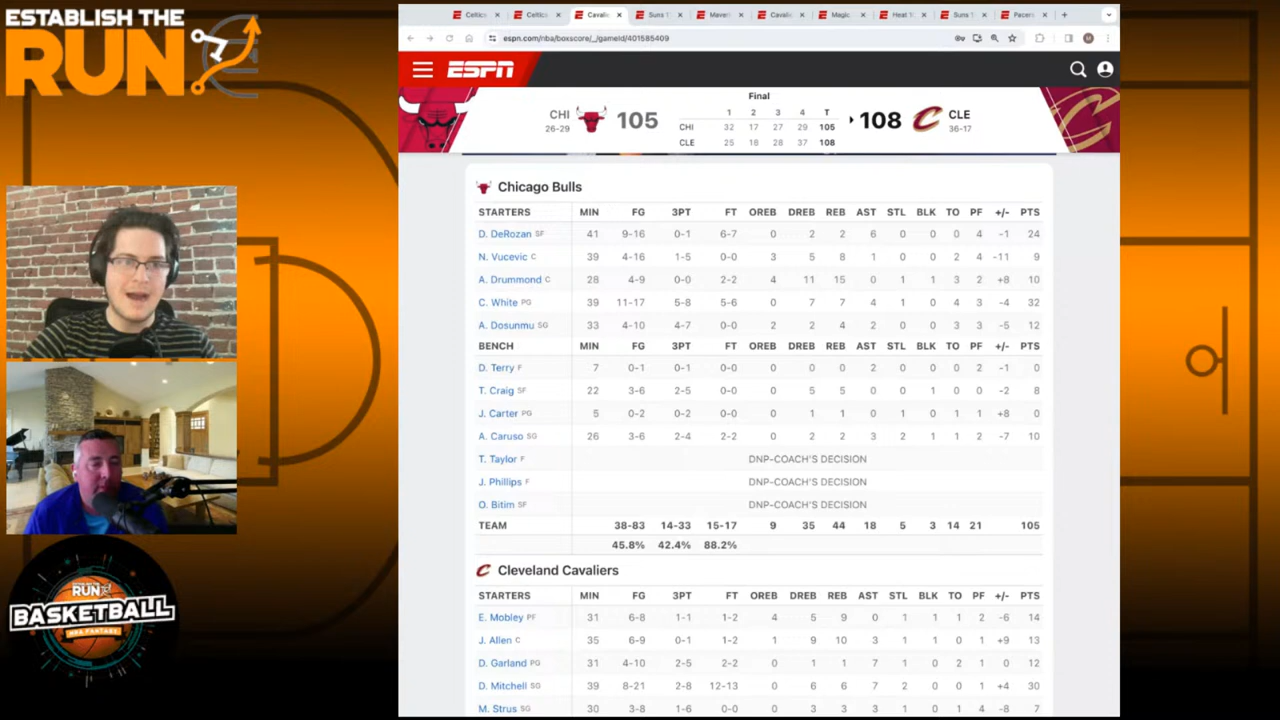 ESTABLISH THE
RUN
Celtics
Celtics
Cavalie
Suns 1
Maveri
Cavalie
Magic
Heat 1
Suns 1
Pacers
espn.com/nba/boxscore/_/gameId/401585409
ESPN
Final
CHI 105 1 2 3 4 T 108 CLE
26-29 CHI 32 17 27 29 105 36-17
CLE 25 18 28 37 108
Chicago Bulls
STARTERS MIN FG 3PT FT OREB DREB REB AST STL BLK TO PF +/- PTS
D. DeRozan SF 41 9-16 0-1 6-7 0 2 2 6 0 0 0 4 -1 24
N. Vucevic C 39 4-16 1-5 0-0 3 5 8 1 0 0 2 4 -11 9
A. Drummond C 28 4-9 0-0 2-2 4 11 15 0 1 1 3 2 +8 10
C. White PG 39 11-17 5-8 5-6 0 7 7 4 1 0 4 3 -4 32
A. Dosunmu SG 33 4-10 4-7 0-0 2 2 4 2 0 0 3 3 -5 12
BENCH MIN FG 3PT FT OREB DREB REB AST STL BLK TO PF +/- PTS
D. Terry F 7 0-1 0-1 0-0 0 0 0 2 0 0 0 2 -1 0
T. Craig SF 22 3-6 2-5 0-0 0 5 5 0 0 1 0 0 -2 8
J. Carter PG 5 0-2 0-2 0-0 0 1 1 0 1 0 1 1 +8 0
A. Caruso SG 26 3-6 2-4 2-2 0 2 2 3 2 1 1 2 -7 10
T. Taylor F DNP-COACH'S DECISION
J. Phillips F DNP-COACH'S DECISION
O. Bitim SF DNP-COACH'S DECISION
TEAM 38-83 14-33 15-17 9 35 44 18 5 3 14 21 105
45.8% 42.4% 88.2%
Cleveland Cavaliers
STARTERS MIN FG 3PT FT OREB DREB REB AST STL BLK TO PF +/- PTS
E. Mobley PF 31 6-8 1-1 1-2 4 5 9 0 1 1 1 2 -6 14
J. Allen C 35 6-9 0-1 1-2 1 9 10 3 1 0 1 1 +9 13
D. Garland PG 31 4-10 2-5 2-2 0 1 1 7 1 0 2 1 0 12
D. Mitchell SG 39 8-21 2-8 12-13 0 6 6 7 2 0 0 1 +4 30
M. Strus SG 30 3-8 1-6 0-0 0 3 3 3 1 0 1 4 -8 7
ESTABLISH THE
RUN
BASKETBALL
NBA FANTASY